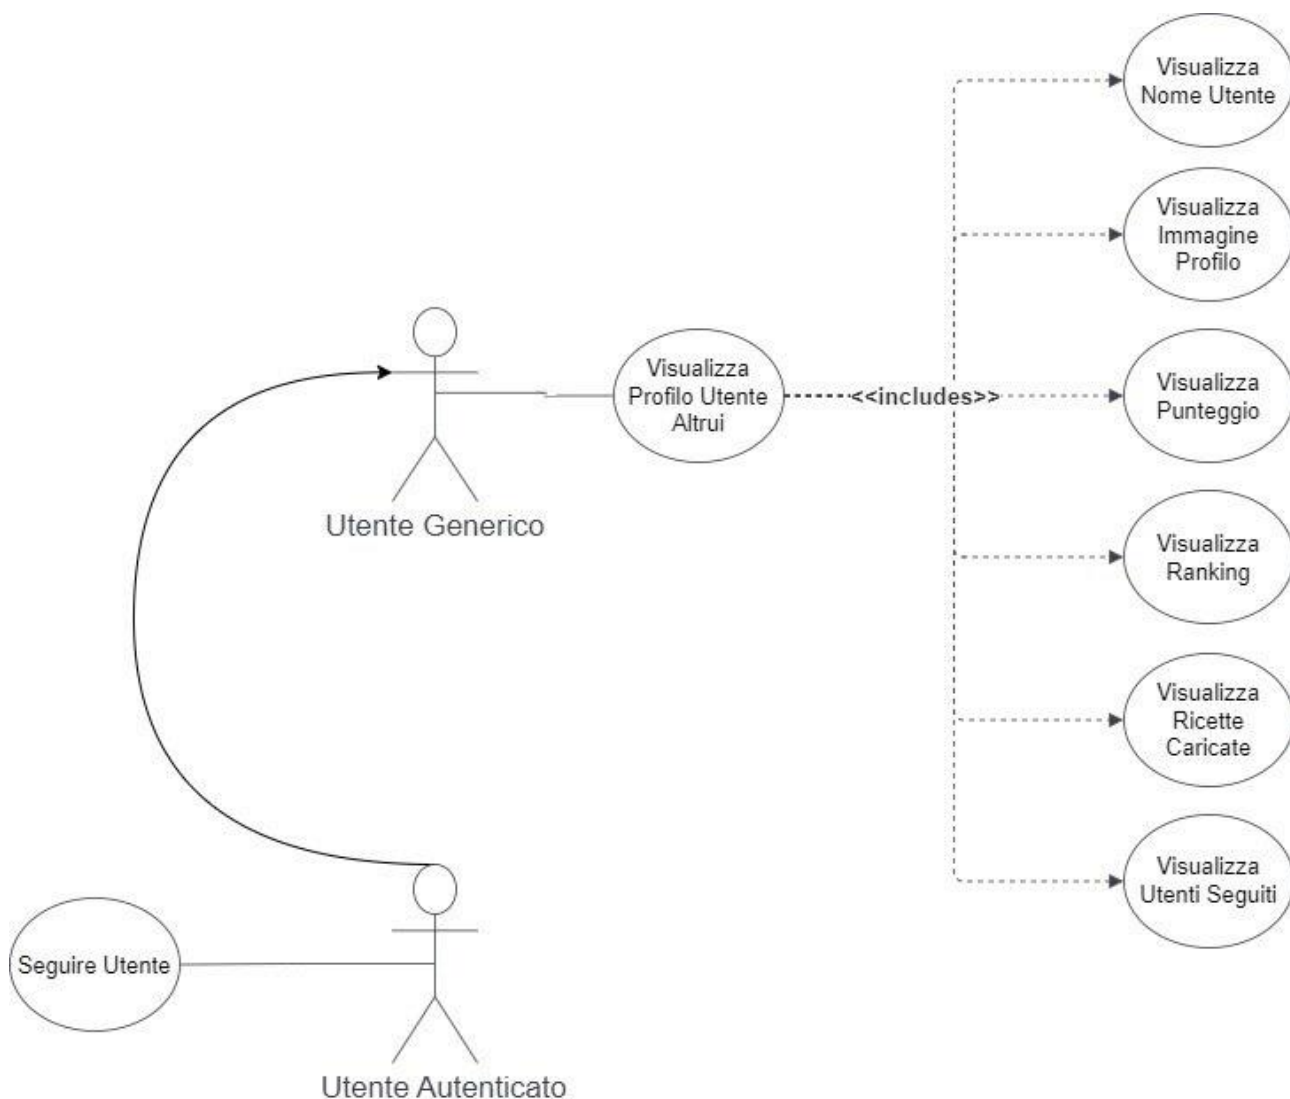 Visualizza
Nome Utente
Visualizza
Immagine
Profilo
Visualizza
Profilo Utente
Altrui
<<includes>>
Visualizza
Punteggio
Utente Generico
Visualizza
Ranking
Visualizza
Ricette
Caricate
Visualizza
Utenti Seguiti
Seguire Utente
Utente Autenticato